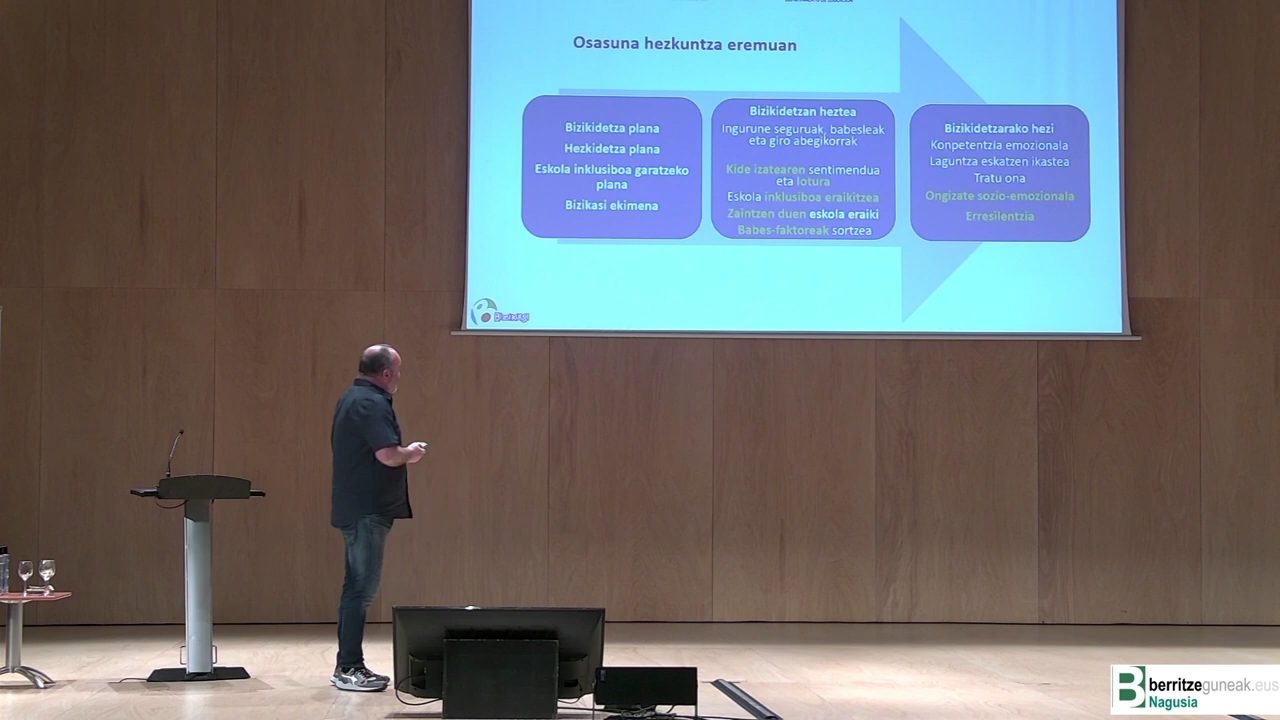 Osasuna hezkuntza eremuan
Bizikidetza plana
Hezkidetza plana
Eskola inklusiboa garatzeko
plana
Bizikasi ekimena
Bizikidetzan heztea
Ingurune seguruak, babesleak
eta giro abegikorrak
Kide izatearen sentimendua
eta lotura
Eskola inklusiboa eraikitzea
Zaintzen duen eskola eraiki
Babes-faktoreak sortzea
Bizikidetzarako hezi
Konpetentzia emozionala
Laguntza eskatzen ikastea
Tratu ona
Ongizate sozio-emozionala
Erresilentzia
berritzeguneak.eus
Nagusia